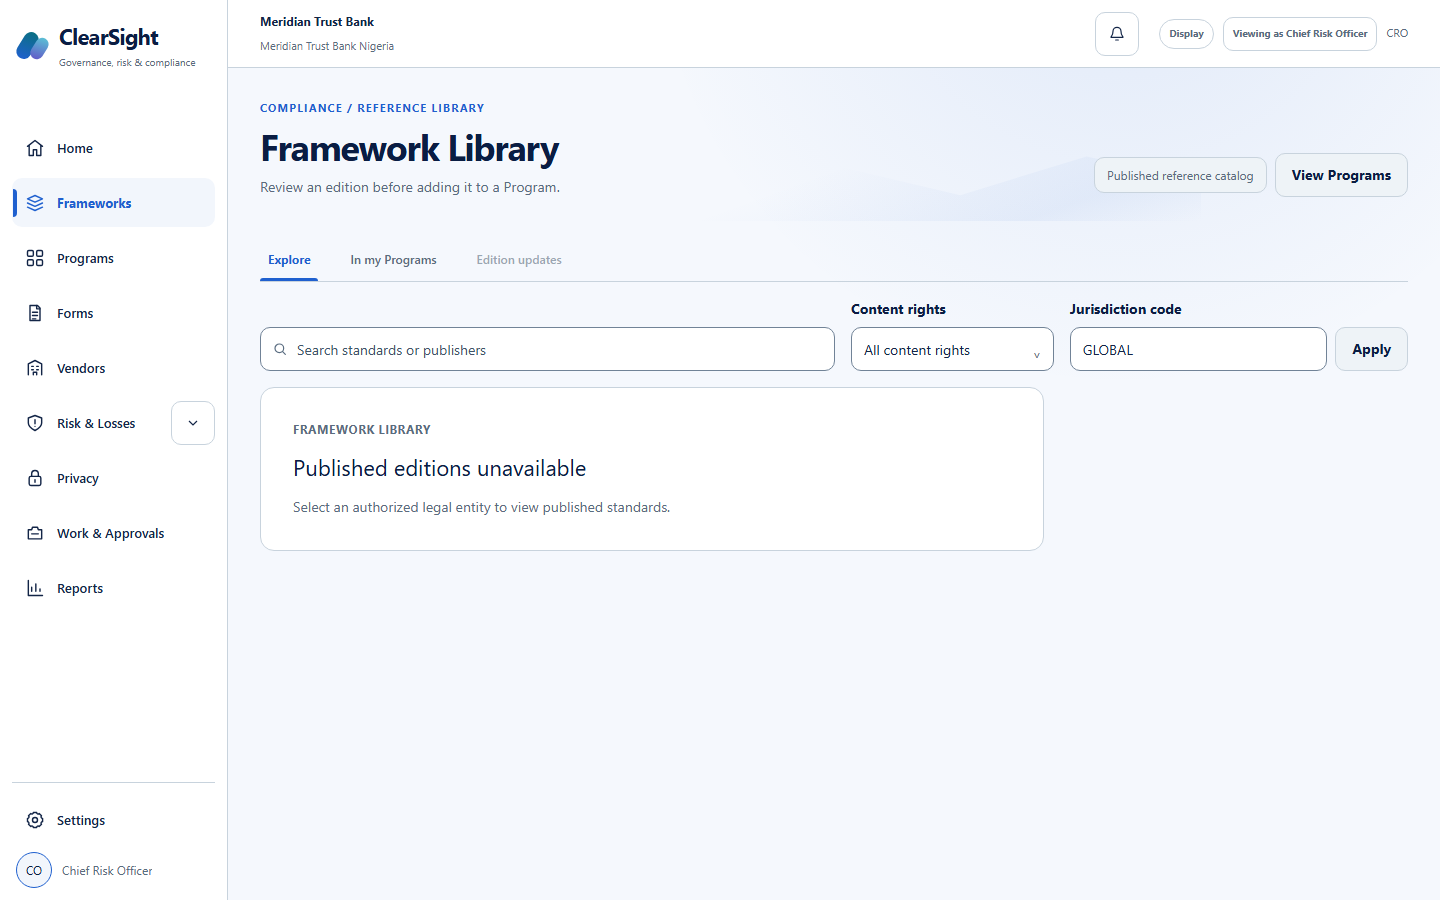 ClearSight
Governance, risk & compliance
Home
Frameworks
Programs
Forms
Vendors
Risk & Losses
Privacy
Work & Approvals
Reports
Settings
CO
Chief Risk Officer
Meridian Trust Bank
Meridian Trust Bank Nigeria
Display
Viewing as Chief Risk Officer
CRO
COMPLIANCE / REFERENCE LIBRARY
Framework Library
Review an edition before adding it to a Program.
Published reference catalog
View Programs
Explore
In my Programs
Edition updates
Search standards or publishers
Content rights
All content rights
Jurisdiction code
GLOBAL
Apply
FRAMEWORK LIBRARY
Published editions unavailable
Select an authorized legal entity to view published standards.